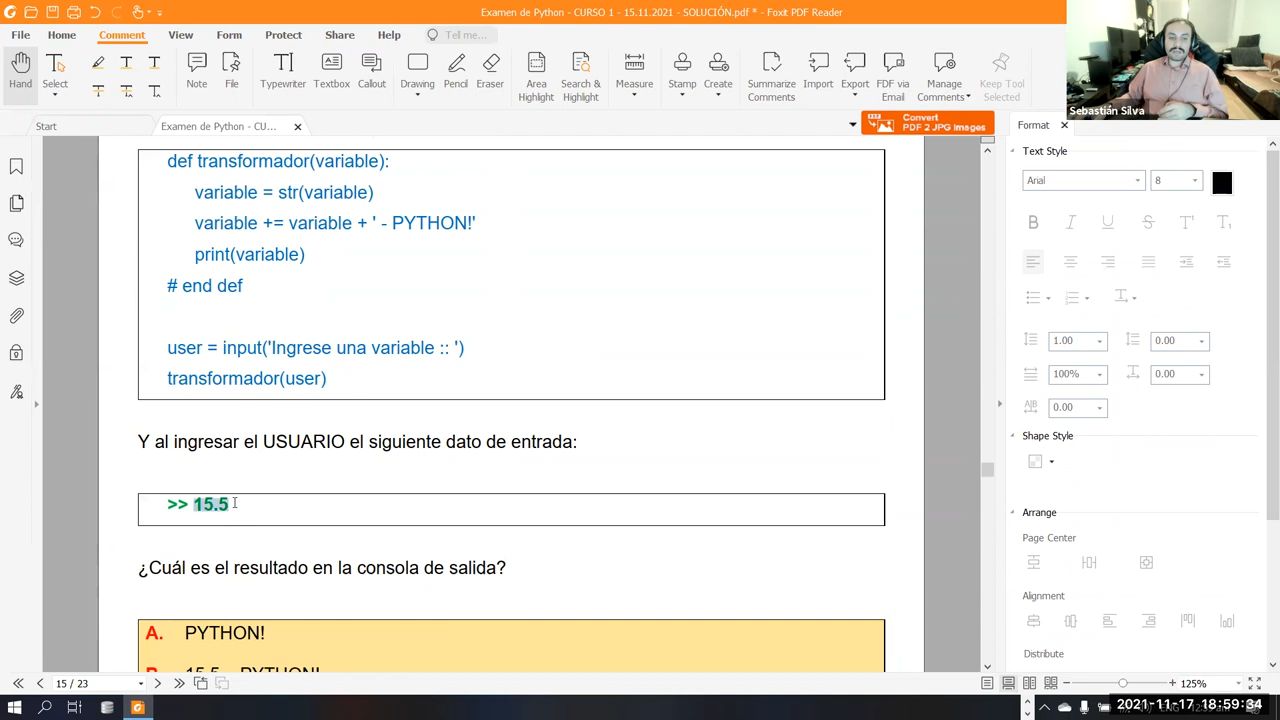 Examen de Python - CURSO 1 - 15.11.2021 - SOLUCIÓN.pdf * - Foxit PDF Reader
File Home Comment View Form Protect Share Help Tell me...
Hand Select Note File Typewriter Textbox Callout Drawing Pencil Eraser Area Highlight Search & Highlight Measure Stamp Create Summarize Comments Import Export FDF via Email Manage Comments Keep Tool Selected
Sebastián Silva
Start Examen de Python - CU... Convert PDF 2 JPG Images
Format
Text Style
Arial 8
1.00 0.00
100% 0.00
0.00
Shape Style
Arrange
Page Center
Alignment
Distribute
def transformador(variable):
variable = str(variable)
variable += variable + ' - PYTHON!'
print(variable)
# end def
user = input('Ingrese una variable :: ')
transformador(user)
Y al ingresar el USUARIO el siguiente dato de entrada:
>> 15.5
¿Cuál es el resultado en la consola de salida?
A. PYTHON!
15 / 23
125%
2021-11-17 18:59:34